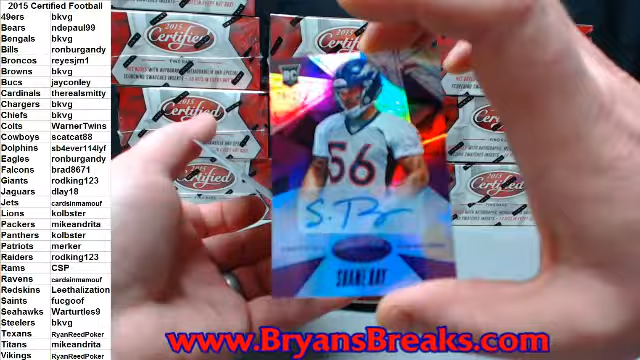 2015 Certified Football
49ers bkvg
Bears ndepaul99
Bengals bkvg
Bills ronburgandy
Broncos reyesjm1
Browns bkvg
Bucs jayconley
Cardinals therealsmitty
Chargers bkvg
Chiefs bkvg
Colts WarnerTwins
Cowboys scatcat88
Dolphins sb4ever114lyf
Eagles ronburgandy
Falcons brad8671
Giants rodking123
Jaguars dlay18
Jets cardsinmamouf
Lions kolbster
Packers mikeandrita
Panthers kolbster
Patriots merker
Raiders rodking123
Rams CSP
Ravens cardsinmamouf
Redskins Leethalization
Saints fucgoof
Seahawks Warturtles9
Steelers bkvg
Texans RyanReedPoker
Titans mikeandrita
Vikings RyanReedPoker
2015
Certified
Certified
2015
Certified
Certified
Certified
Certified
RC
56
S. R
SHANE RAY
www.BryansBreaks.com